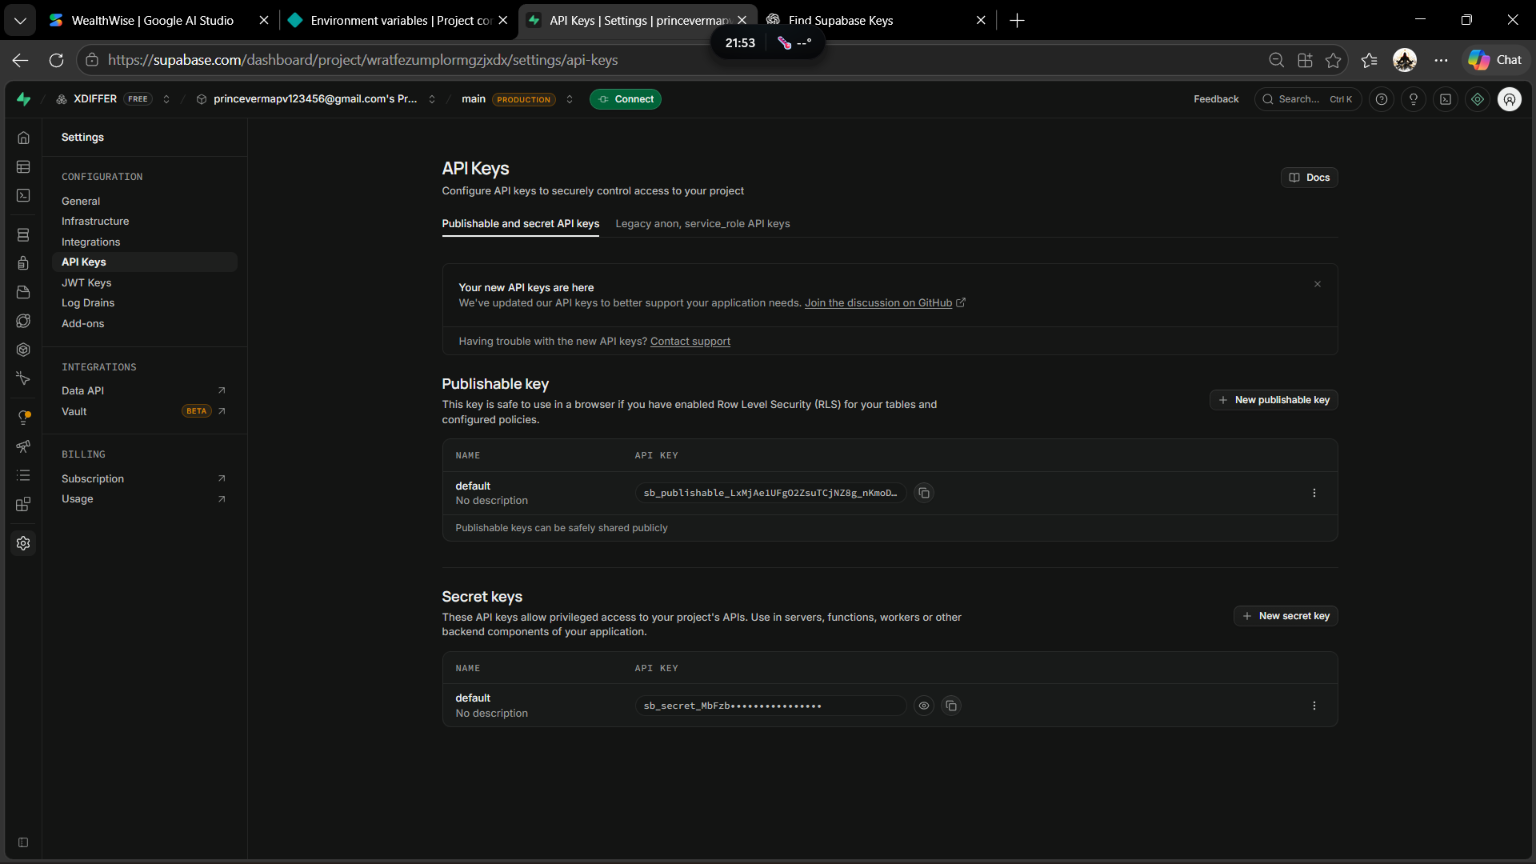 WealthWise | Google AI Studio
Environment variables | Project co
API Keys | Settings | princevermap
Find Supabase Keys
21:53
--°
https://supabase.com/dashboard/project/wratfezumplormgzjxdx/settings/api-keys
Chat
XDIFFER FREE
princevermapv123456@gmail.com's Pr...
main PRODUCTION
Connect
Feedback
Search... Ctrl K
Settings
CONFIGURATION
General
Infrastructure
Integrations
API Keys
JWT Keys
Log Drains
Add-ons
INTEGRATIONS
Data API
Vault BETA
BILLING
Subscription
Usage
API Keys
Configure API keys to securely control access to your project
Docs
Publishable and secret API keys
Legacy anon, service_role API keys
Your new API keys are here
We've updated our API keys to better support your application needs. Join the discussion on GitHub
Having trouble with the new API keys? Contact support
Publishable key
This key is safe to use in a browser if you have enabled Row Level Security (RLS) for your tables and
configured policies.
+ New publishable key
NAME API KEY
default
No description
sb_publishable_LxMjAe1UFgO2ZsuTCjNZ8g_nKmoD…
Publishable keys can be safely shared publicly
Secret keys
These API keys allow privileged access to your project's APIs. Use in servers, functions, workers or other
backend components of your application.
+ New secret key
NAME API KEY
default
No description
sb_secret_MbFzb••••••••••••••••